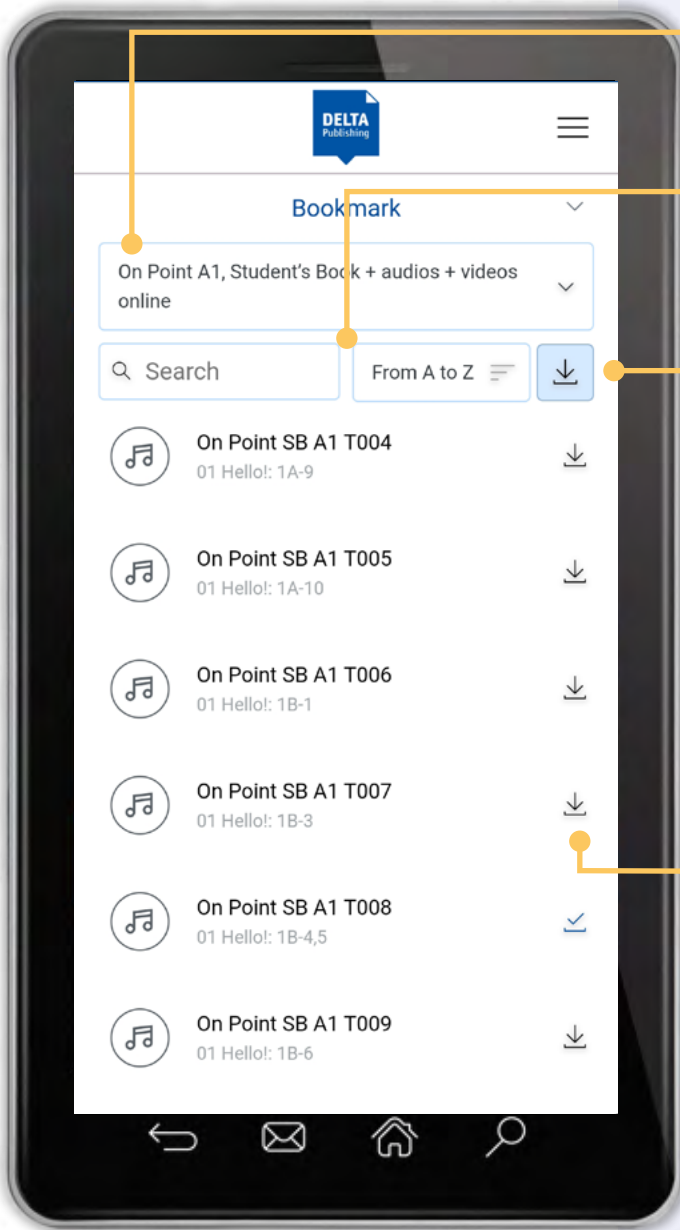 DELTA
Publishing
Bookmark
On Point A1, Student's Book + audios + videos
online
Search
From A to Z
On Point SB A1 T004
01 Hello!: 1A-9
On Point SB A1 T005
01 Hello!: 1A-10
On Point SB A1 T006
01 Hello!: 1B-1
On Point SB A1 T007
01 Hello!: 1B-3
On Point SB A1 T008
01 Hello!: 1B-4,5
On Point SB A1 T009
01 Hello!: 1B-6